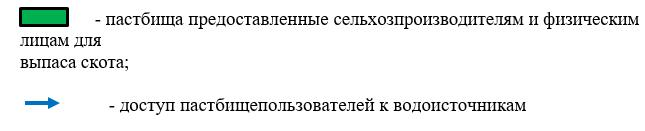 - пастбища предоставленные сельхозпроизводителям и физическим
лицам для
выпаса скота;
- доступ пастбищепользователей к водоисточникам